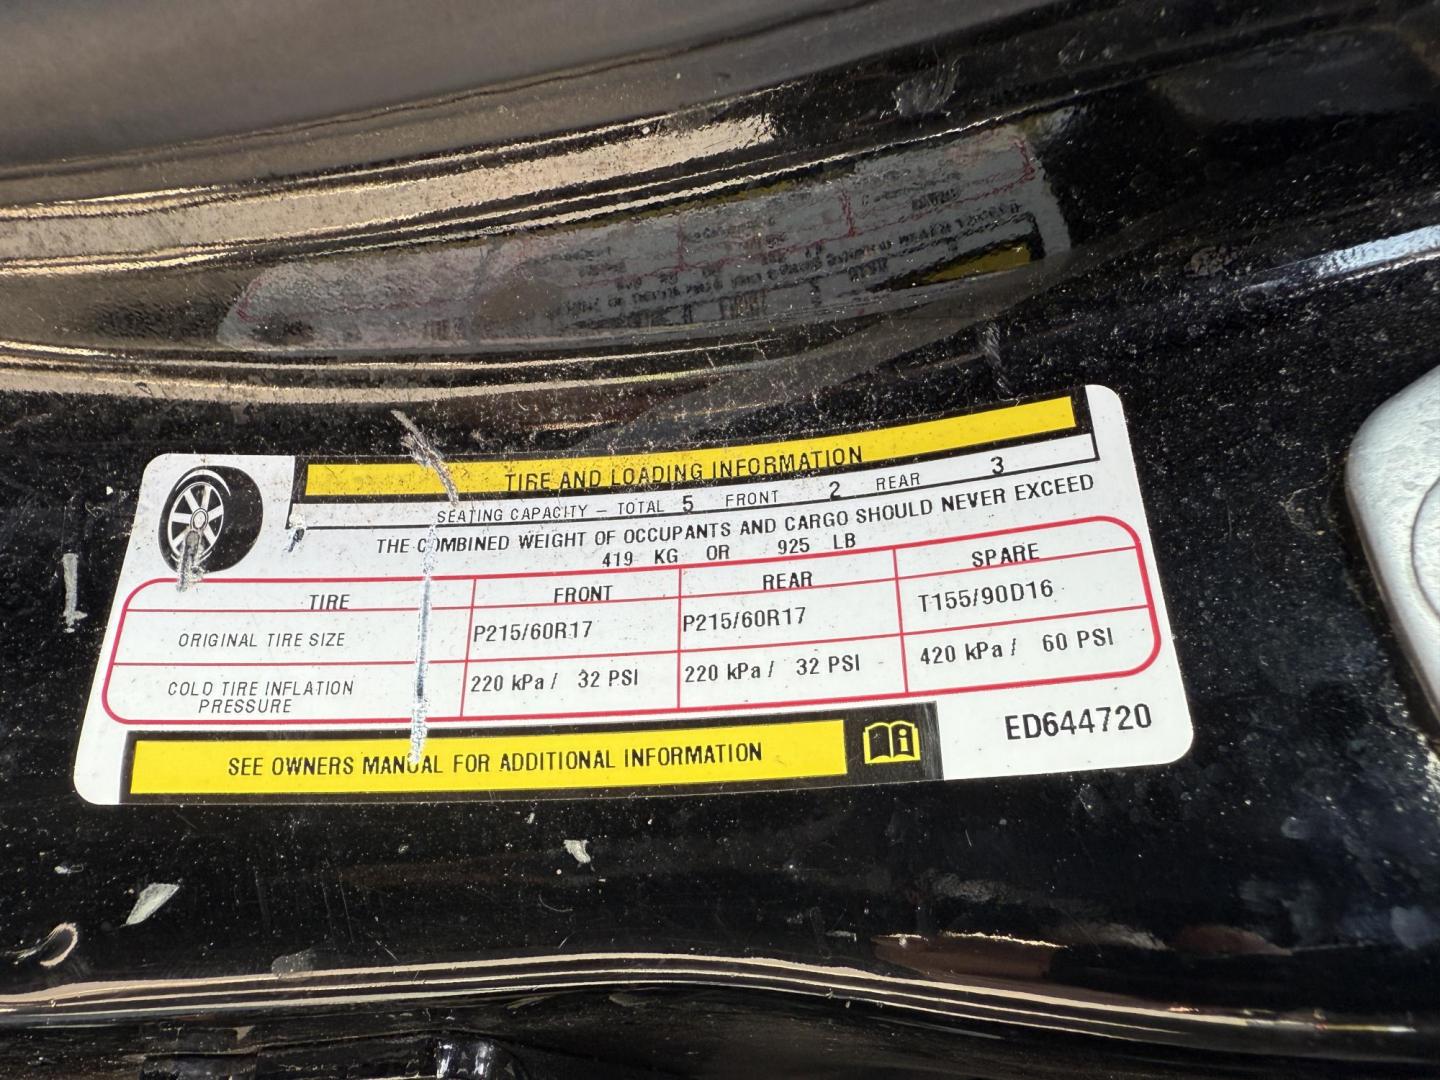 TIRE AND LOADING INFORMATION
SEATING CAPACITY – TOTAL 5 FRONT 2 REAR 3
THE COMBINED WEIGHT OF OCCUPANTS AND CARGO SHOULD NEVER EXCEED
419 KG OR 925 LB
TIRE FRONT REAR SPARE
ORIGINAL TIRE SIZE P215/60R17 P215/60R17 T155/90D16
COLD TIRE INFLATION PRESSURE 220 kPa / 32 PSI 220 kPa / 32 PSI 420 kPa / 60 PSI
SEE OWNERS MANUAL FOR ADDITIONAL INFORMATION
ED644720